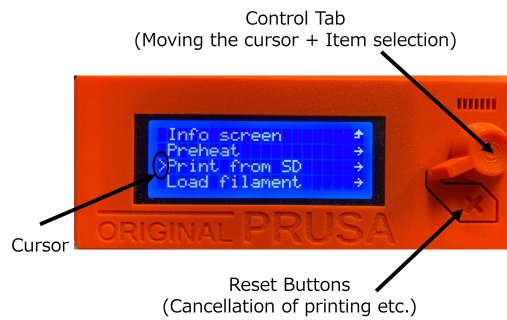 Control Tab
(Moving the cursor + Item selection)
Info screen
Preheat
>Print from SD
Load filament
ORIGINAL PRUSA
Cursor
Reset Buttons
(Cancellation of printing etc.)